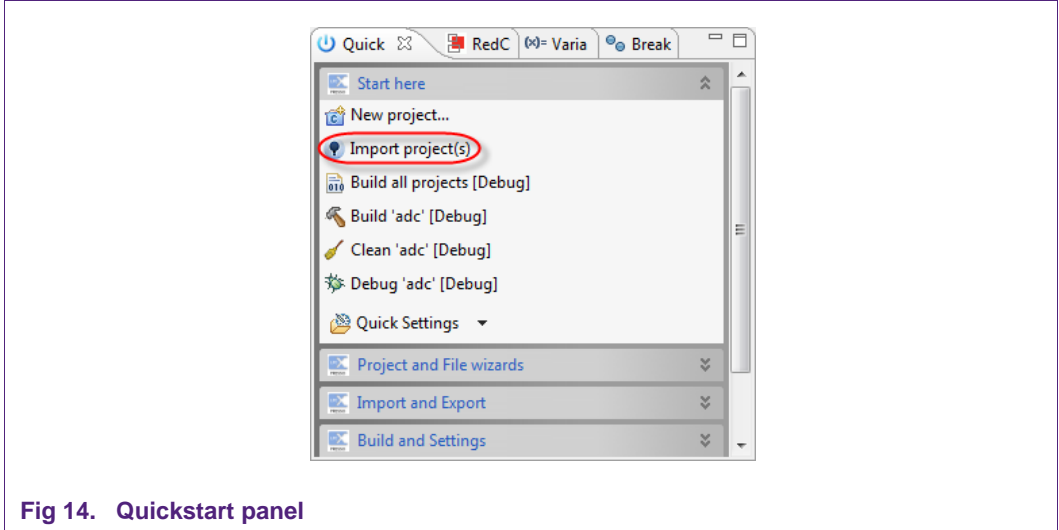 Quick RedC (x)= Varia Break
Start here
New project...
Import project(s)
Build all projects [Debug]
Build 'adc' [Debug]
Clean 'adc' [Debug]
Debug 'adc' [Debug]
Quick Settings
Project and File wizards
Import and Export
Build and Settings
Fig 14. Quickstart panel